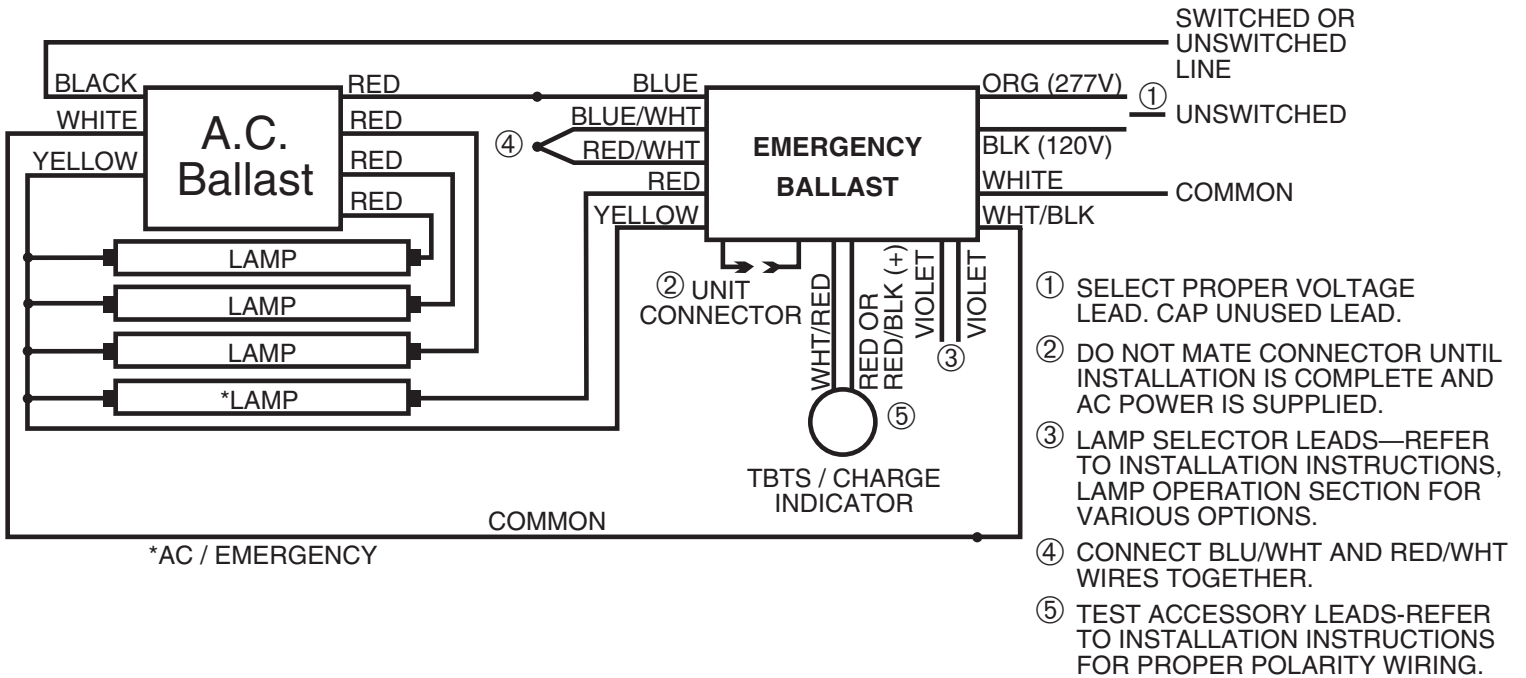 SWITCHED OR
UNSWITCHED
LINE
BLACK
RED
BLUE
ORG (277V)
①
UNSWITCHED
WHITE
RED
BLUE/WHT
④
RED/WHT
BLK (120V)
A.C.
Ballast
EMERGENCY
BALLAST
YELLOW
RED
RED
WHITE
COMMON
RED
YELLOW
WHT/BLK
LAMP
LAMP
LAMP
*LAMP
② UNIT
CONNECTOR
WHT/RED
RED OR
RED/BLK (+)
VIOLET
VIOLET
③
⑤
TBTS / CHARGE
INDICATOR
COMMON
*AC / EMERGENCY
① SELECT PROPER VOLTAGE
LEAD. CAP UNUSED LEAD.
② DO NOT MATE CONNECTOR UNTIL
INSTALLATION IS COMPLETE AND
AC POWER IS SUPPLIED.
③ LAMP SELECTOR LEADS—REFER
TO INSTALLATION INSTRUCTIONS,
LAMP OPERATION SECTION FOR
VARIOUS OPTIONS.
④ CONNECT BLU/WHT AND RED/WHT
WIRES TOGETHER.
⑤ TEST ACCESSORY LEADS-REFER
TO INSTALLATION INSTRUCTIONS
FOR PROPER POLARITY WIRING.